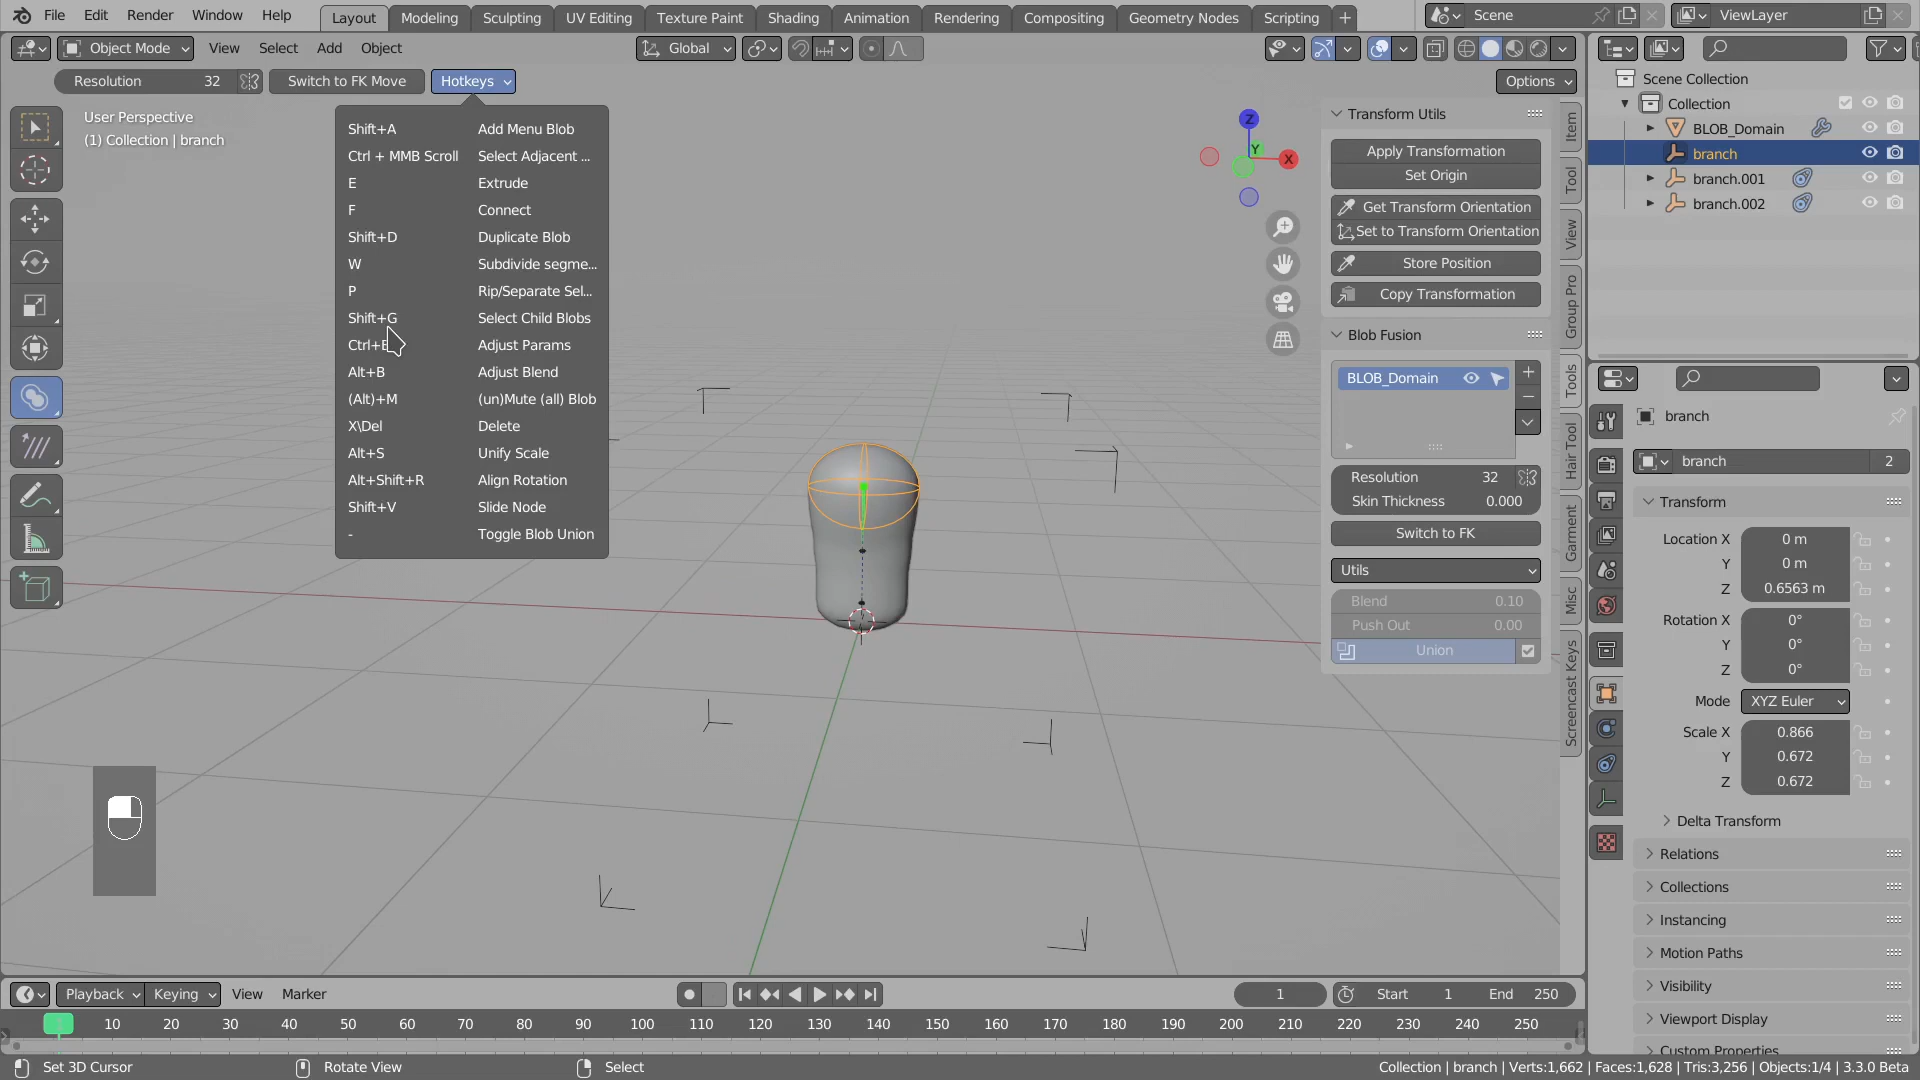 File Edit Render Window Help Layout Modeling Sculpting UV Editing Texture Paint Shading Animation Rendering Compositing Geometry Nodes Scripting Scene ViewLayer
Object Mode View Select Add Object Global
Resolution 32 Switch to FK Move Hotkeys Options
User Perspective
(1) Collection | branch
Shift+A Add Menu Blob
Ctrl + MMB Scroll Select Adjacent ...
E Extrude
F Connect
Shift+D Duplicate Blob
W Subdivide segme...
P Rip/Separate Sel...
Shift+G Select Child Blobs
Ctrl+ Adjust Params
Alt+B Adjust Blend
(Alt)+M (un)Mute (all) Blob
X\Del Delete
Alt+S Unify Scale
Alt+Shift+R Align Rotation
Shift+V Slide Node
- Toggle Blob Union
Z
Y
X
Transform Utils
Apply Transformation
Set Origin
Get Transform Orientation
Set to Transform Orientation
Store Position
Copy Transformation
Blob Fusion
BLOB_Domain
Resolution 32
Skin Thickness 0.000
Switch to FK
Utils
Blend 0.10
Push Out 0.00
Union
Item
Tool
View
Group Pro
Tools
Hair Tool
Garment
Misc
Screencast Keys
Scene Collection
Collection
BLOB_Domain
branch
branch.001
branch.002
branch
branch 2
Transform
Location X 0 m
Y 0 m
Z 0.6563 m
Rotation X 0°
Y 0°
Z 0°
Mode XYZ Euler
Scale X 0.866
Y 0.672
Z 0.672
Delta Transform
Relations
Collections
Instancing
Motion Paths
Visibility
Viewport Display
Custom Properties
Playback Keying View Marker 1 Start 1 End 250
1 10 20 30 40 50 60 70 80 90 100 110 120 130 140 150 160 170 180 190 200 210 220 230 240 250
Set 3D Cursor Rotate View Select Collection | branch | Verts:1,662 | Faces:1,628 | Tris:3,256 | Objects:1/4 | 3.3.0 Beta